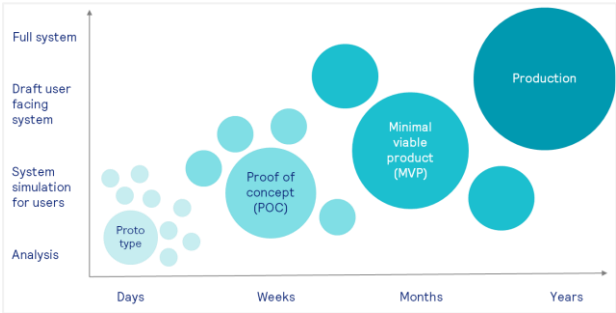 Full system
Draft user
facing
system
System
simulation
for users
Analysis
Proto
type
Proof of
concept
(POC)
Minimal
viable
product
(MVP)
Production
Days
Weeks
Months
Years